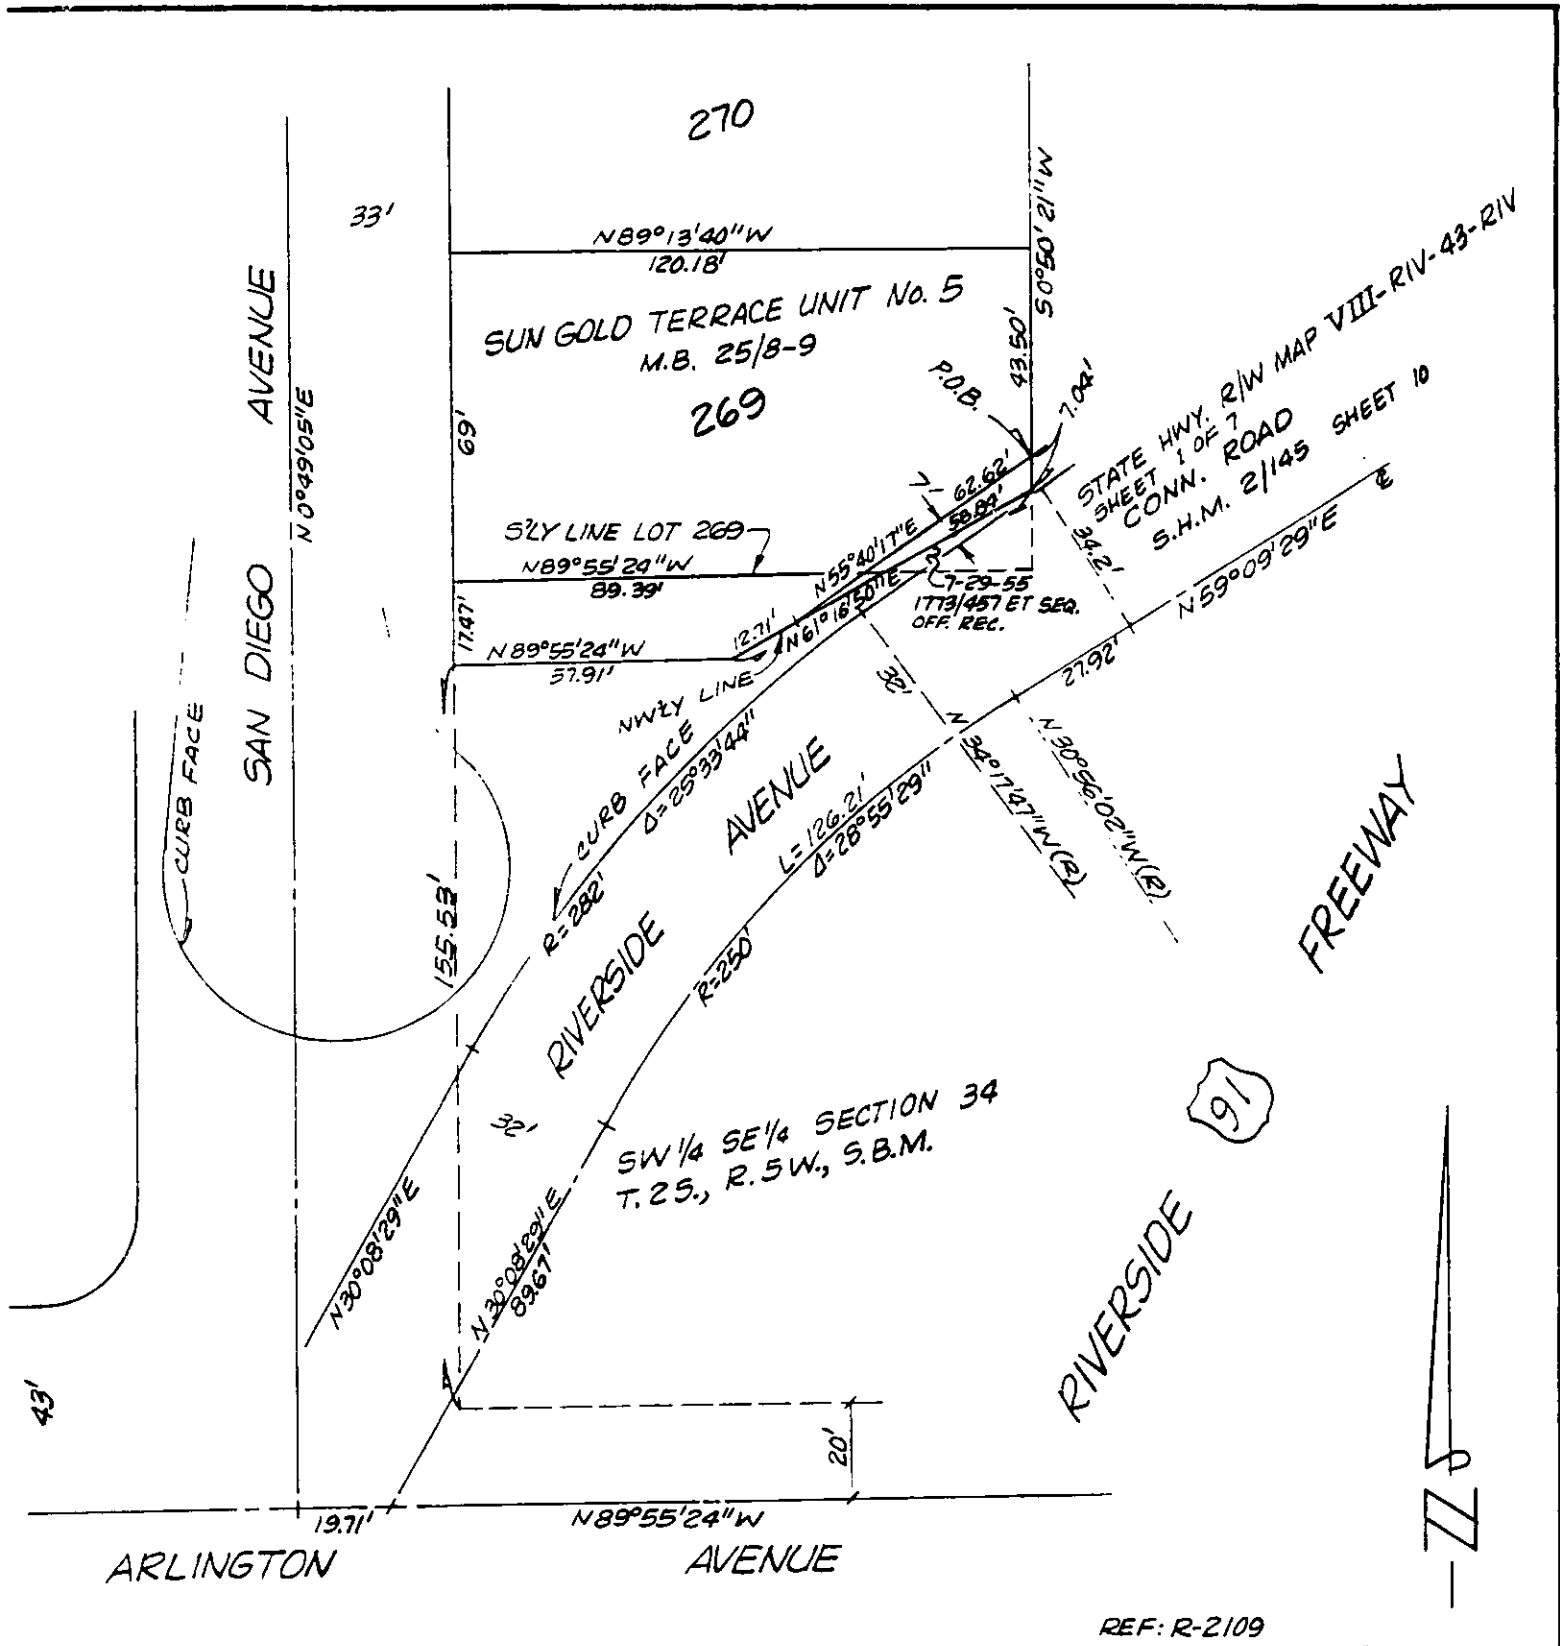 270
33'
N89°13'40"W
120.18'
S0°50'21"W
SUN GOLD TERRACE UNIT No. 5
M.B. 25/8-9
269
43.50'
P.O.B.
7.04'
STATE HWY. R/W MAP VIII-RIV-43-RIV
SHEET 1 OF 7
CONN. ROAD
S.H.M. 2/145 SHEET 10
SAN DIEGO AVENUE
N0°49'05"E
69'
7'
62.62'
58.89'
N55°40'17"E
S'LY LINE LOT 269
N89°55'24"W
89.39'
34.2'
N59°09'29"E
7-29-55
1773/457 ET SEQ.
OFF. REC.
17.47'
12.71'
N61°16'50"E
N89°55'24"W
57.91'
27.92'
32'
NW'LY LINE
CURB FACE
CURB FACE
Δ=25°33'44"
R=282'
N34°17'47"W(R)
N30°56'02"W(R)
L=126.21'
Δ=28°55'29"
R=250'
RIVERSIDE AVENUE
155.53'
RIVERSIDE FREEWAY
91
32'
SW 1/4 SE 1/4 SECTION 34
T.2S., R.5W., S.B.M.
N30°08'29"E
N30°08'29"E
89.67'
43'
20'
19.71'
N89°55'24"W
ARLINGTON AVENUE
N
REF: R-2109